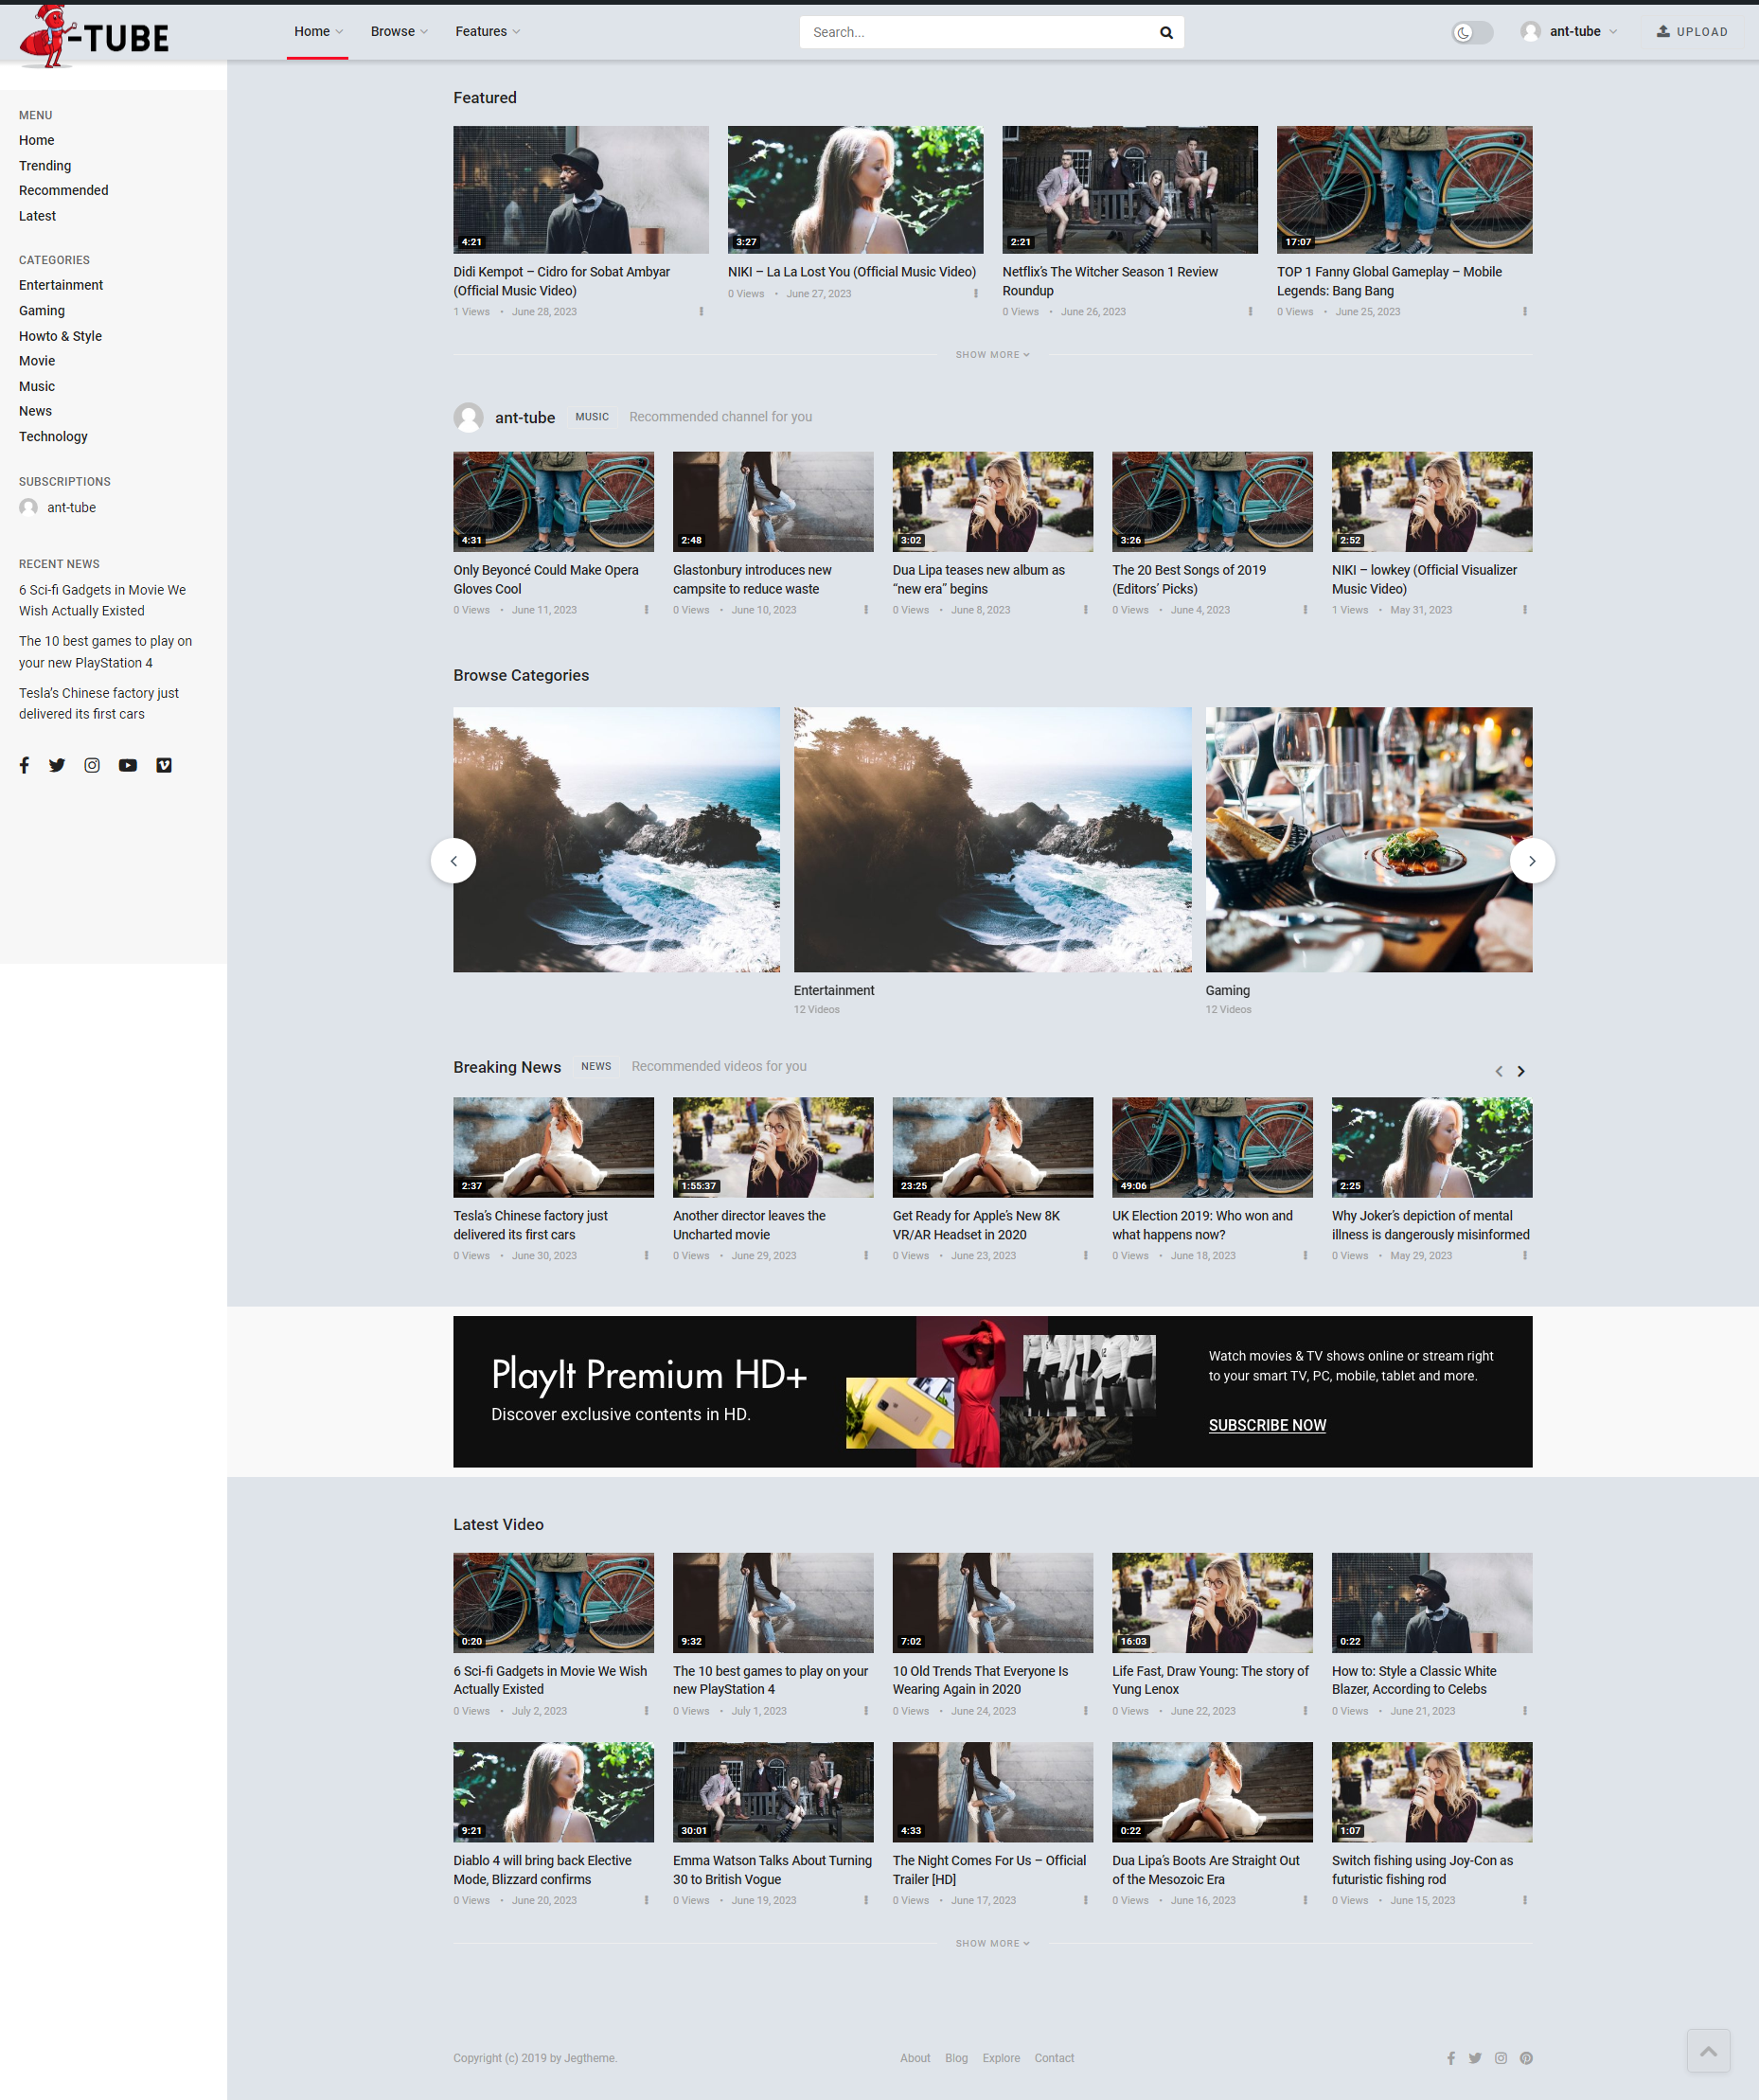 -TUBE
Home
Browse
Features
Search...
ant-tube
UPLOAD
MENU
Home
Trending
Recommended
Latest
CATEGORIES
Entertainment
Gaming
Howto & Style
Movie
Music
News
Technology
SUBSCRIPTIONS
ant-tube
RECENT NEWS
6 Sci-fi Gadgets in Movie We
Wish Actually Existed
The 10 best games to play on
your new PlayStation 4
Tesla's Chinese factory just
delivered its first cars
Featured
4:21
3:27
2:21
17:07
Didi Kempot – Cidro for Sobat Ambyar
(Official Music Video)
1 Views • June 28, 2023
NIKI – La La Lost You (Official Music Video)
0 Views • June 27, 2023
Netflix's The Witcher Season 1 Review
Roundup
0 Views • June 26, 2023
TOP 1 Fanny Global Gameplay – Mobile
Legends: Bang Bang
0 Views • June 25, 2023
SHOW MORE
ant-tube MUSIC Recommended channel for you
4:31
2:48
3:02
3:26
2:52
Only Beyoncé Could Make Opera
Gloves Cool
0 Views • June 11, 2023
Glastonbury introduces new
campsite to reduce waste
0 Views • June 10, 2023
Dua Lipa teases new album as
“new era” begins
0 Views • June 8, 2023
The 20 Best Songs of 2019
(Editors' Picks)
0 Views • June 4, 2023
NIKI – lowkey (Official Visualizer
Music Video)
1 Views • May 31, 2023
Browse Categories
Entertainment
12 Videos
Gaming
12 Videos
Breaking News NEWS Recommended videos for you
2:37
1:55:37
23:25
49:06
2:25
Tesla's Chinese factory just
delivered its first cars
0 Views • June 30, 2023
Another director leaves the
Uncharted movie
0 Views • June 29, 2023
Get Ready for Apple's New 8K
VR/AR Headset in 2020
0 Views • June 23, 2023
UK Election 2019: Who won and
what happens now?
0 Views • June 18, 2023
Why Joker's depiction of mental
illness is dangerously misinformed
0 Views • May 29, 2023
PlayIt Premium HD+
Discover exclusive contents in HD.
Watch movies & TV shows online or stream right
to your smart TV, PC, mobile, tablet and more.
SUBSCRIBE NOW
Latest Video
0:20
9:32
7:02
16:03
0:22
6 Sci-fi Gadgets in Movie We Wish
Actually Existed
0 Views • July 2, 2023
The 10 best games to play on your
new PlayStation 4
0 Views • July 1, 2023
10 Old Trends That Everyone Is
Wearing Again in 2020
0 Views • June 24, 2023
Life Fast, Draw Young: The story of
Yung Lenox
0 Views • June 22, 2023
How to: Style a Classic White
Blazer, According to Celebs
0 Views • June 21, 2023
9:21
30:01
4:33
0:22
1:07
Diablo 4 will bring back Elective
Mode, Blizzard confirms
0 Views • June 20, 2023
Emma Watson Talks About Turning
30 to British Vogue
0 Views • June 19, 2023
The Night Comes For Us – Official
Trailer [HD]
0 Views • June 17, 2023
Dua Lipa's Boots Are Straight Out
of the Mesozoic Era
0 Views • June 16, 2023
Switch fishing using Joy-Con as
futuristic fishing rod
0 Views • June 15, 2023
SHOW MORE
Copyright (c) 2019 by Jegtheme.
About Blog Explore Contact